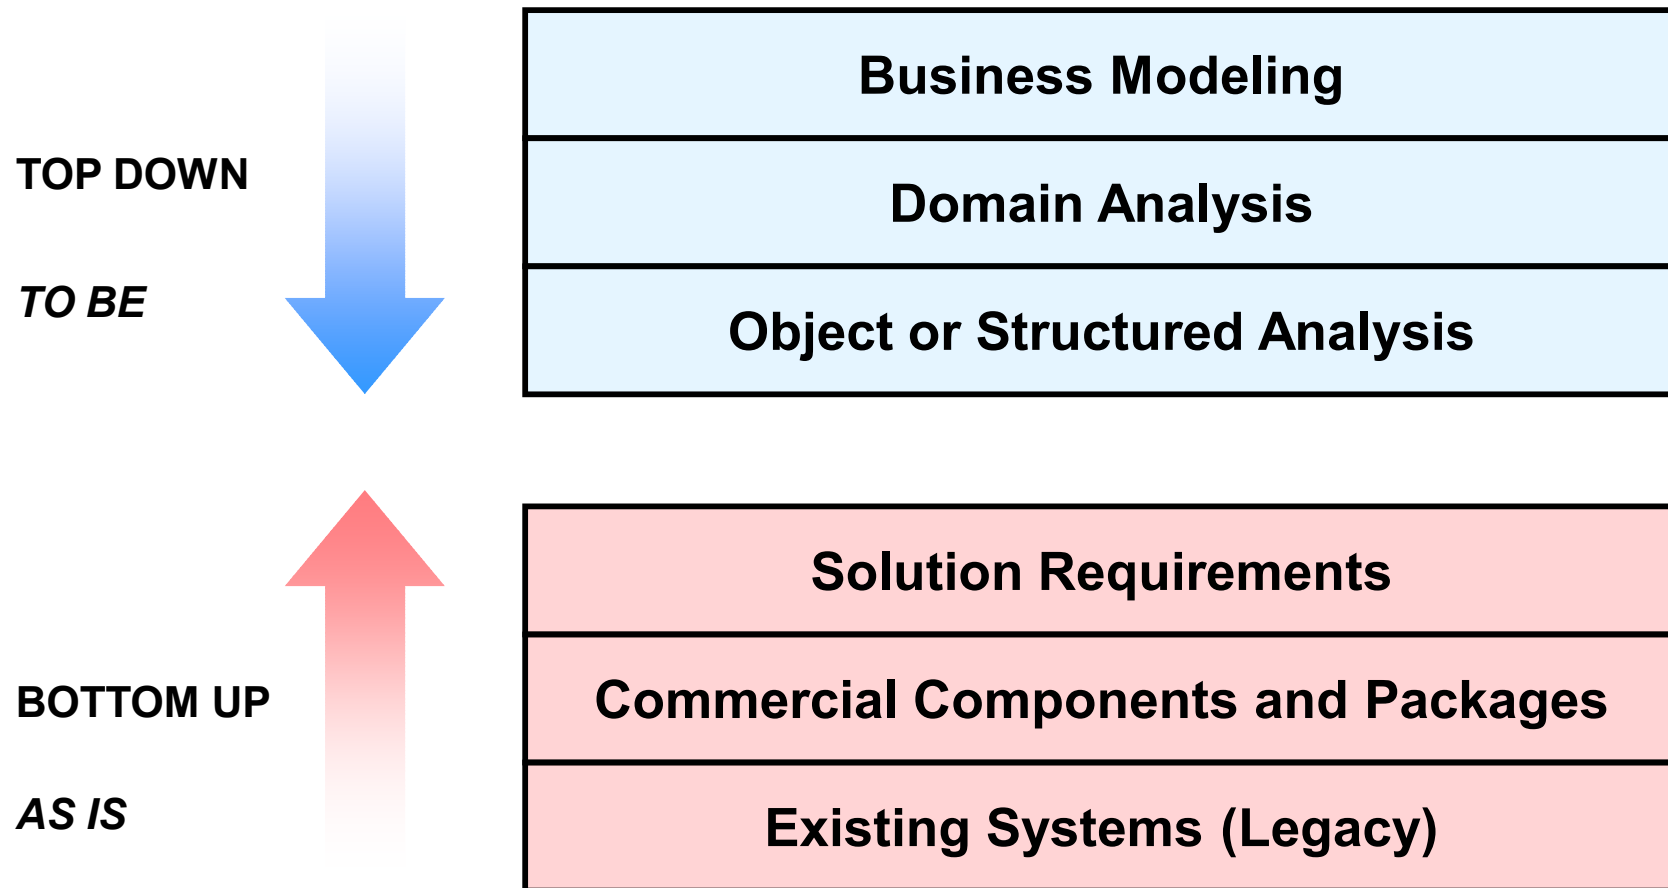 Business Modeling
TOP DOWN
Domain Analysis
TO BE
Object or Structured Analysis
Solution Requirements
BOTTOM UP
Commercial Components and Packages
AS IS
Existing Systems (Legacy)